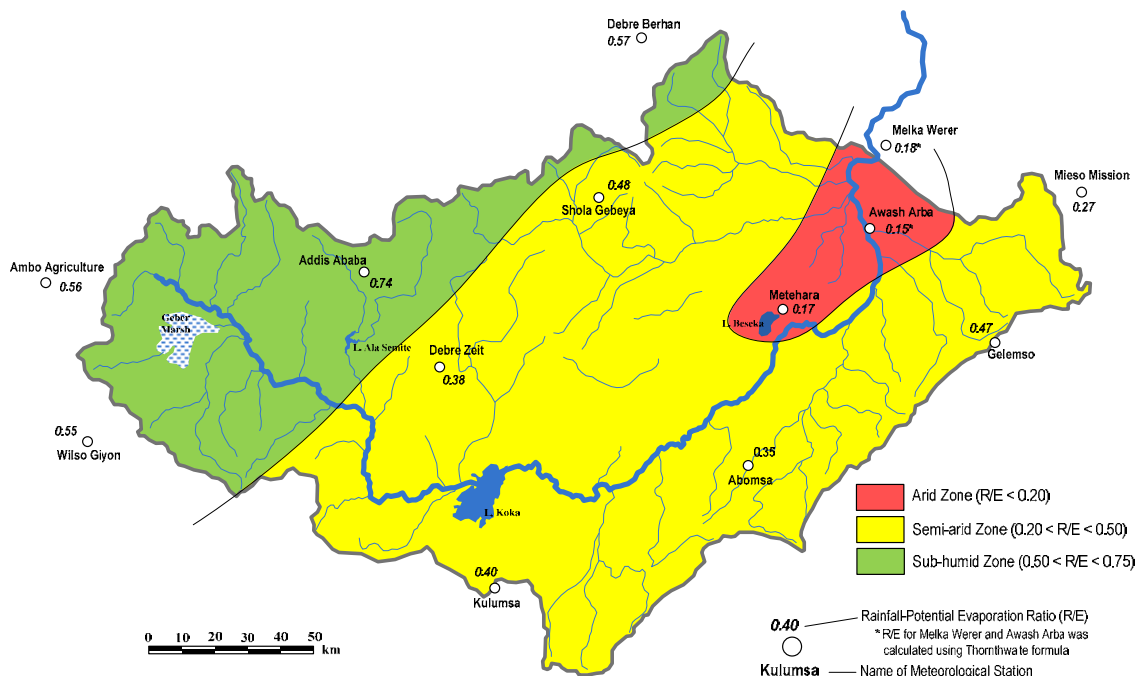 Debre Berhan
0.57
Melka Werer
0.18*
Mieso Mission
0.27
0.48
Shola Gebeya
Awash Arba
0.15*
Addis Ababa
0.74
Ambo Agriculture
0.56
Metehara
0.17
Geber
Marsh
L. Beseka
0.47
Gelemso
L. Ala Semite
Debre Zeit
0.38
0.55
Wilso Giyon
0.35
Abomsa
L. Koka
0.40
Kulumsa
Arid Zone (R/E < 0.20)
Semi-arid Zone (0.20 < R/E < 0.50)
Sub-humid Zone (0.50 < R/E < 0.75)
0.40
Rainfall-Potential Evaporation Ratio (R/E)
* R/E for Melka Werer and Awash Arba was
calculated using Thornthwate formula
Kulumsa
Name of Meteorological Station
0 10 20 30 40 50
km